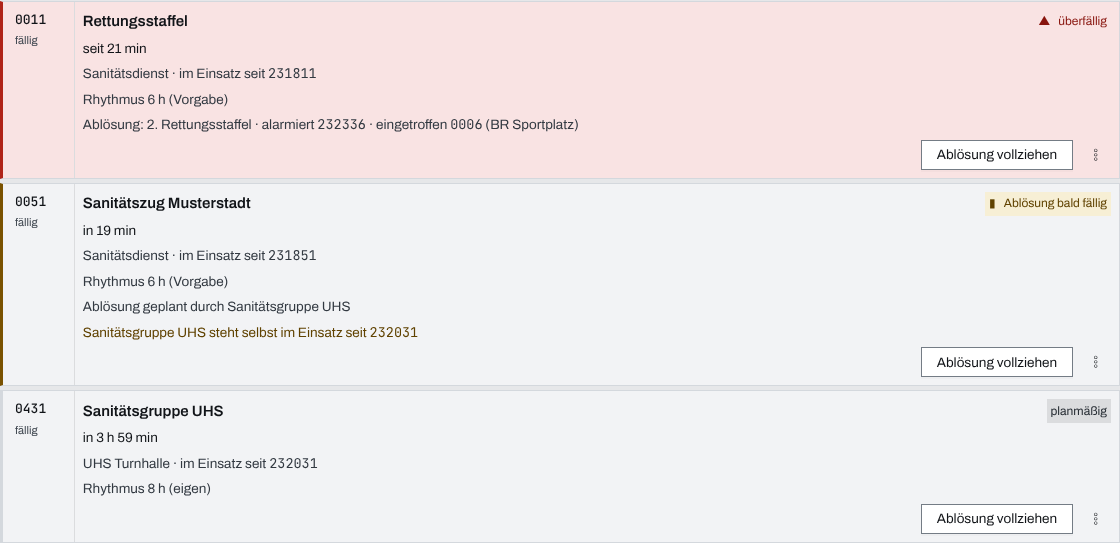 0011 Rettungsstaffel ▲ überfällig
fällig
seit 21 min
Sanitätsdienst · im Einsatz seit 231811
Rhythmus 6 h (Vorgabe)
Ablösung: 2. Rettungsstaffel · alarmiert 232336 · eingetroffen 0006 (BR Sportplatz)
Ablösung vollziehen
0051 Sanitätszug Musterstadt Ablösung bald fällig
fällig
in 19 min
Sanitätsdienst · im Einsatz seit 231851
Rhythmus 6 h (Vorgabe)
Ablösung geplant durch Sanitätsgruppe UHS
Sanitätsgruppe UHS steht selbst im Einsatz seit 232031
Ablösung vollziehen
0431 Sanitätsgruppe UHS planmäßig
fällig
in 3 h 59 min
UHS Turnhalle · im Einsatz seit 232031
Rhythmus 8 h (eigen)
Ablösung vollziehen